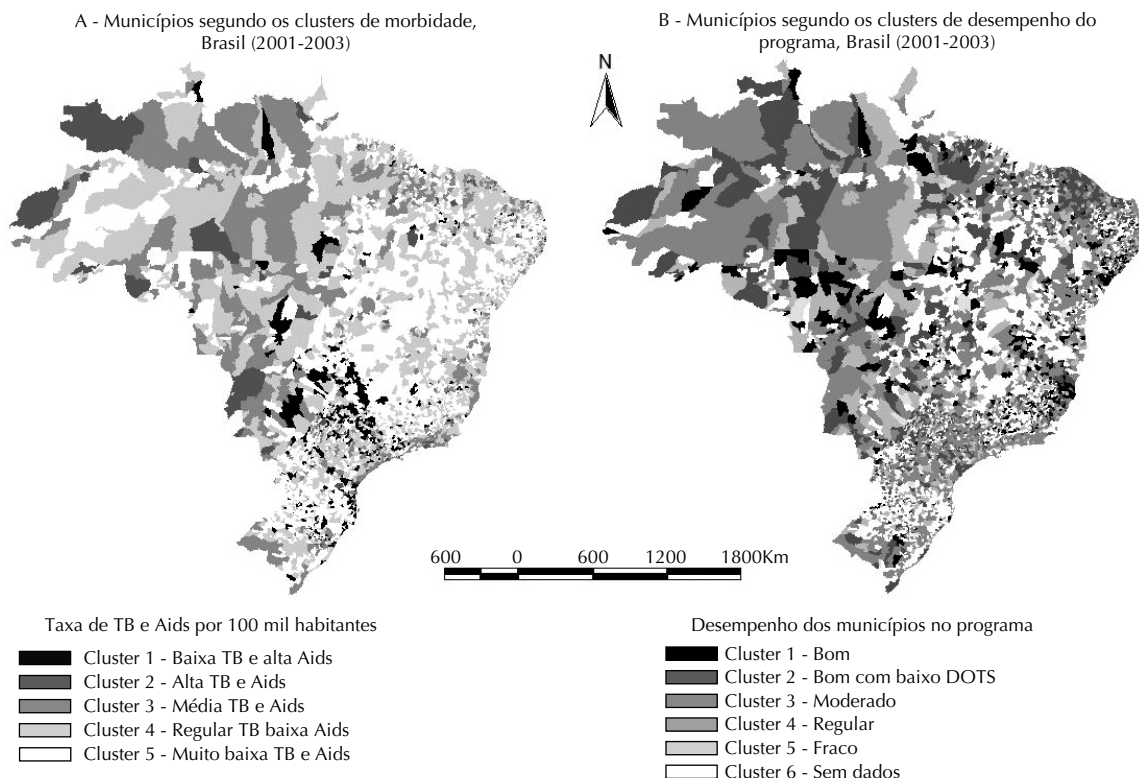 A - Municípios segundo os clusters de morbidade,
Brasil (2001-2003)
B - Municípios segundo os clusters de desempenho do
programa, Brasil (2001-2003)
N
600 0 600 1200 1800Km
Taxa de TB e Aids por 100 mil habitantes
Cluster 1 - Baixa TB e alta Aids
Cluster 2 - Alta TB e Aids
Cluster 3 - Média TB e Aids
Cluster 4 - Regular TB baixa Aids
Cluster 5 - Muito baixa TB e Aids
Desempenho dos municípios no programa
Cluster 1 - Bom
Cluster 2 - Bom com baixo DOTS
Cluster 3 - Moderado
Cluster 4 - Regular
Cluster 5 - Fraco
Cluster 6 - Sem dados